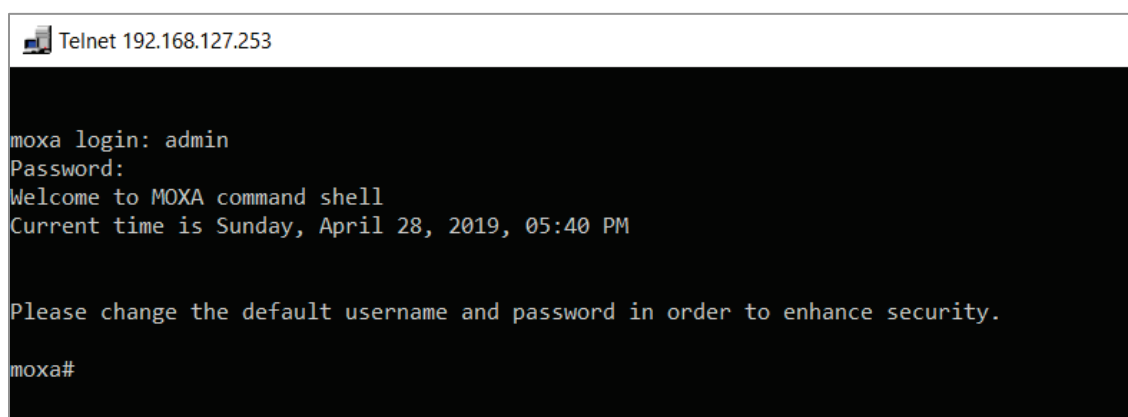 Telnet 192.168.127.253
moxa login: admin
Password:
Welcome to MOXA command shell
Current time is Sunday, April 28, 2019, 05:40 PM
Please change the default username and password in order to enhance security.
moxa#